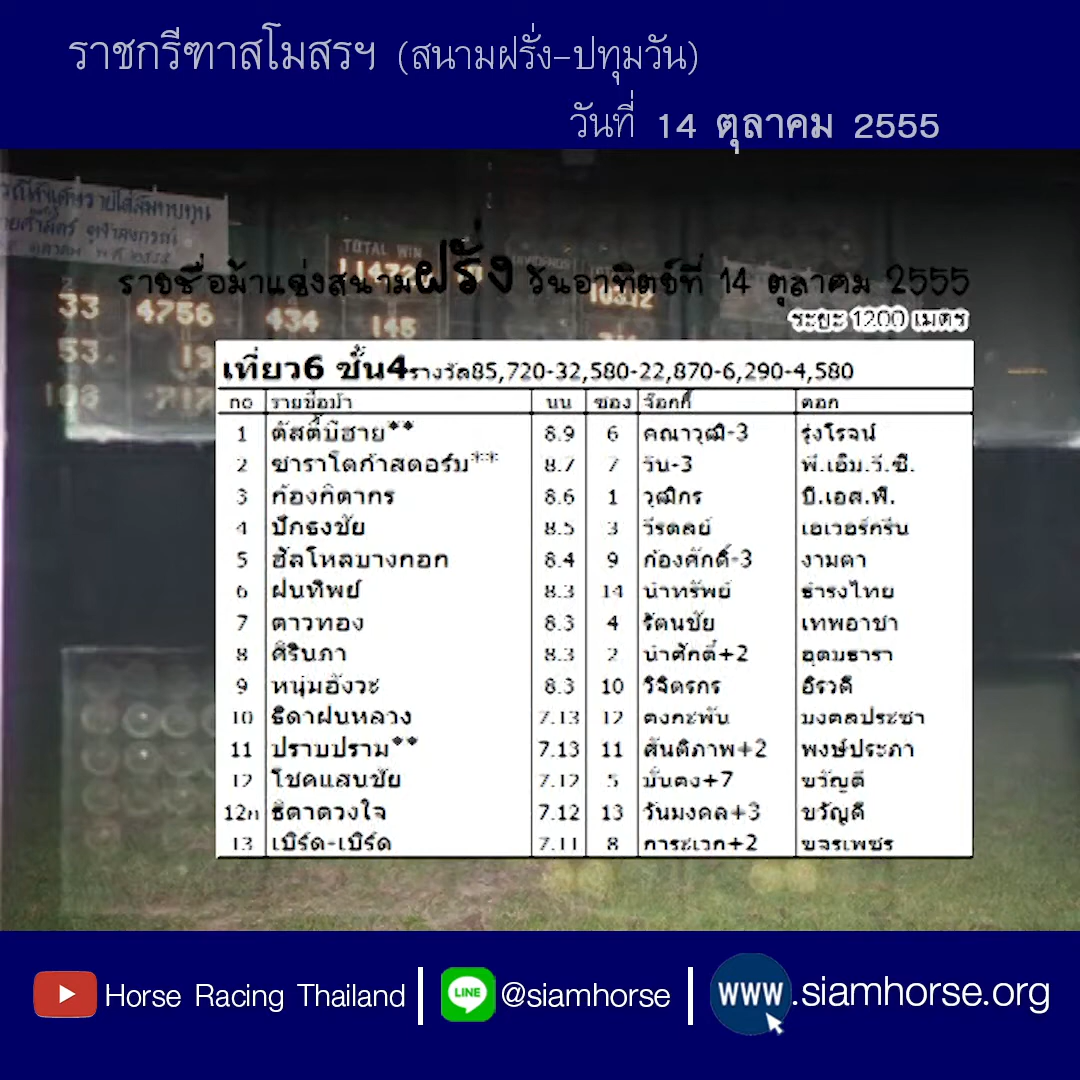 ราชกรีฑาสโมสรฯ (สนามฝรั่ง-ปทุมวัน)
วันที่ 14 ตุลาคม 2555
TOTAL WIN
รายชื่อม้าแข่งสนามฝรั่ง วันอาทิตย์ที่ 14 ตุลาคม 2555
33 4756 434 145
ระยะ 1200 เมตร
53
เที่ยว6 ชั้น4รางวัล85,720-32,580-22,870-6,290-4,580
no รายชื่อม้า นน ซอง จ๊อกกี้ คอก
1 ดัสตี้บีฮาย** 8.9 6 คณาวุฒิ-3 รุ่งโรจน์
2 ซาราโตก้าสตอร์ม** 8.7 7 วัน-3 พี.เอ็ม.วี.ซี.
3 ก้องกิดากร 8.6 1 วุฒิกร บี.เอส.พี.
4 ปักธงชัย 8.5 3 วีรดลย์ เอเวอร์กรีน
5 ฮัลโหลบางกอก 8.4 9 ก้องศักดิ์-3 งามตา
6 ฝนทิพย์ 8.3 14 นำทรัพย์ ธำรงไทย
7 ดาวทอง 8.3 4 รัตนชัย เทพอาชา
8 ศิรินภา 8.3 2 นำศักดิ์+2 อุดมธารา
9 หนุ่มฮังวะ 8.3 10 วิจิตรกร อิรวดี
10 ธิดาฝนหลวง 7.13 12 คงกะพัน มงคลประชา
11 ปราบปราม** 7.13 11 สันติภาพ+2 พงษ์ประภา
12 โชคแสนชัย 7.12 5 มั่นคง+7 ขวัญดี
12ก ธิดาดวงใจ 7.12 13 วันมงคล+3 ขวัญดี
13 เบิร์ด-เบิร์ด 7.11 8 การะเวก+2 ขจรเพชร
Horse Racing Thailand | LINE @siamhorse | www.siamhorse.org